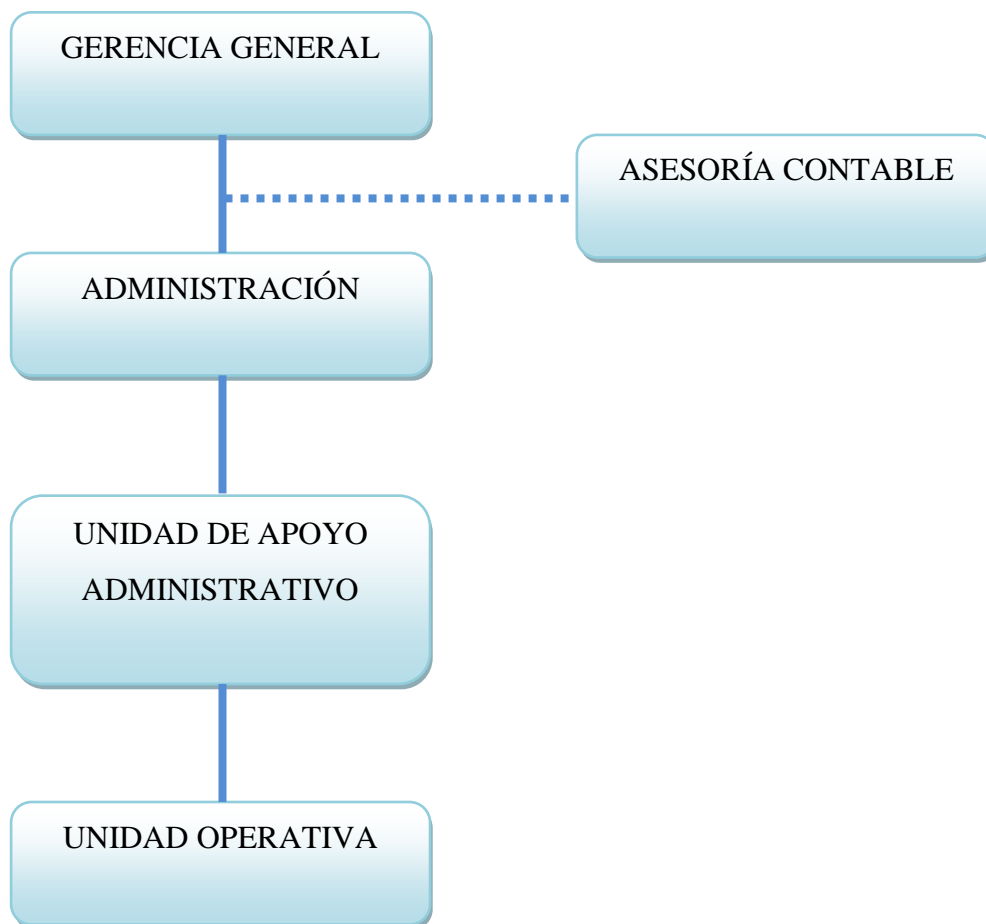 GERENCIA GENERAL
ASESORÍA CONTABLE
ADMINISTRACIÓN
UNIDAD DE APOYO
ADMINISTRATIVO
UNIDAD OPERATIVA